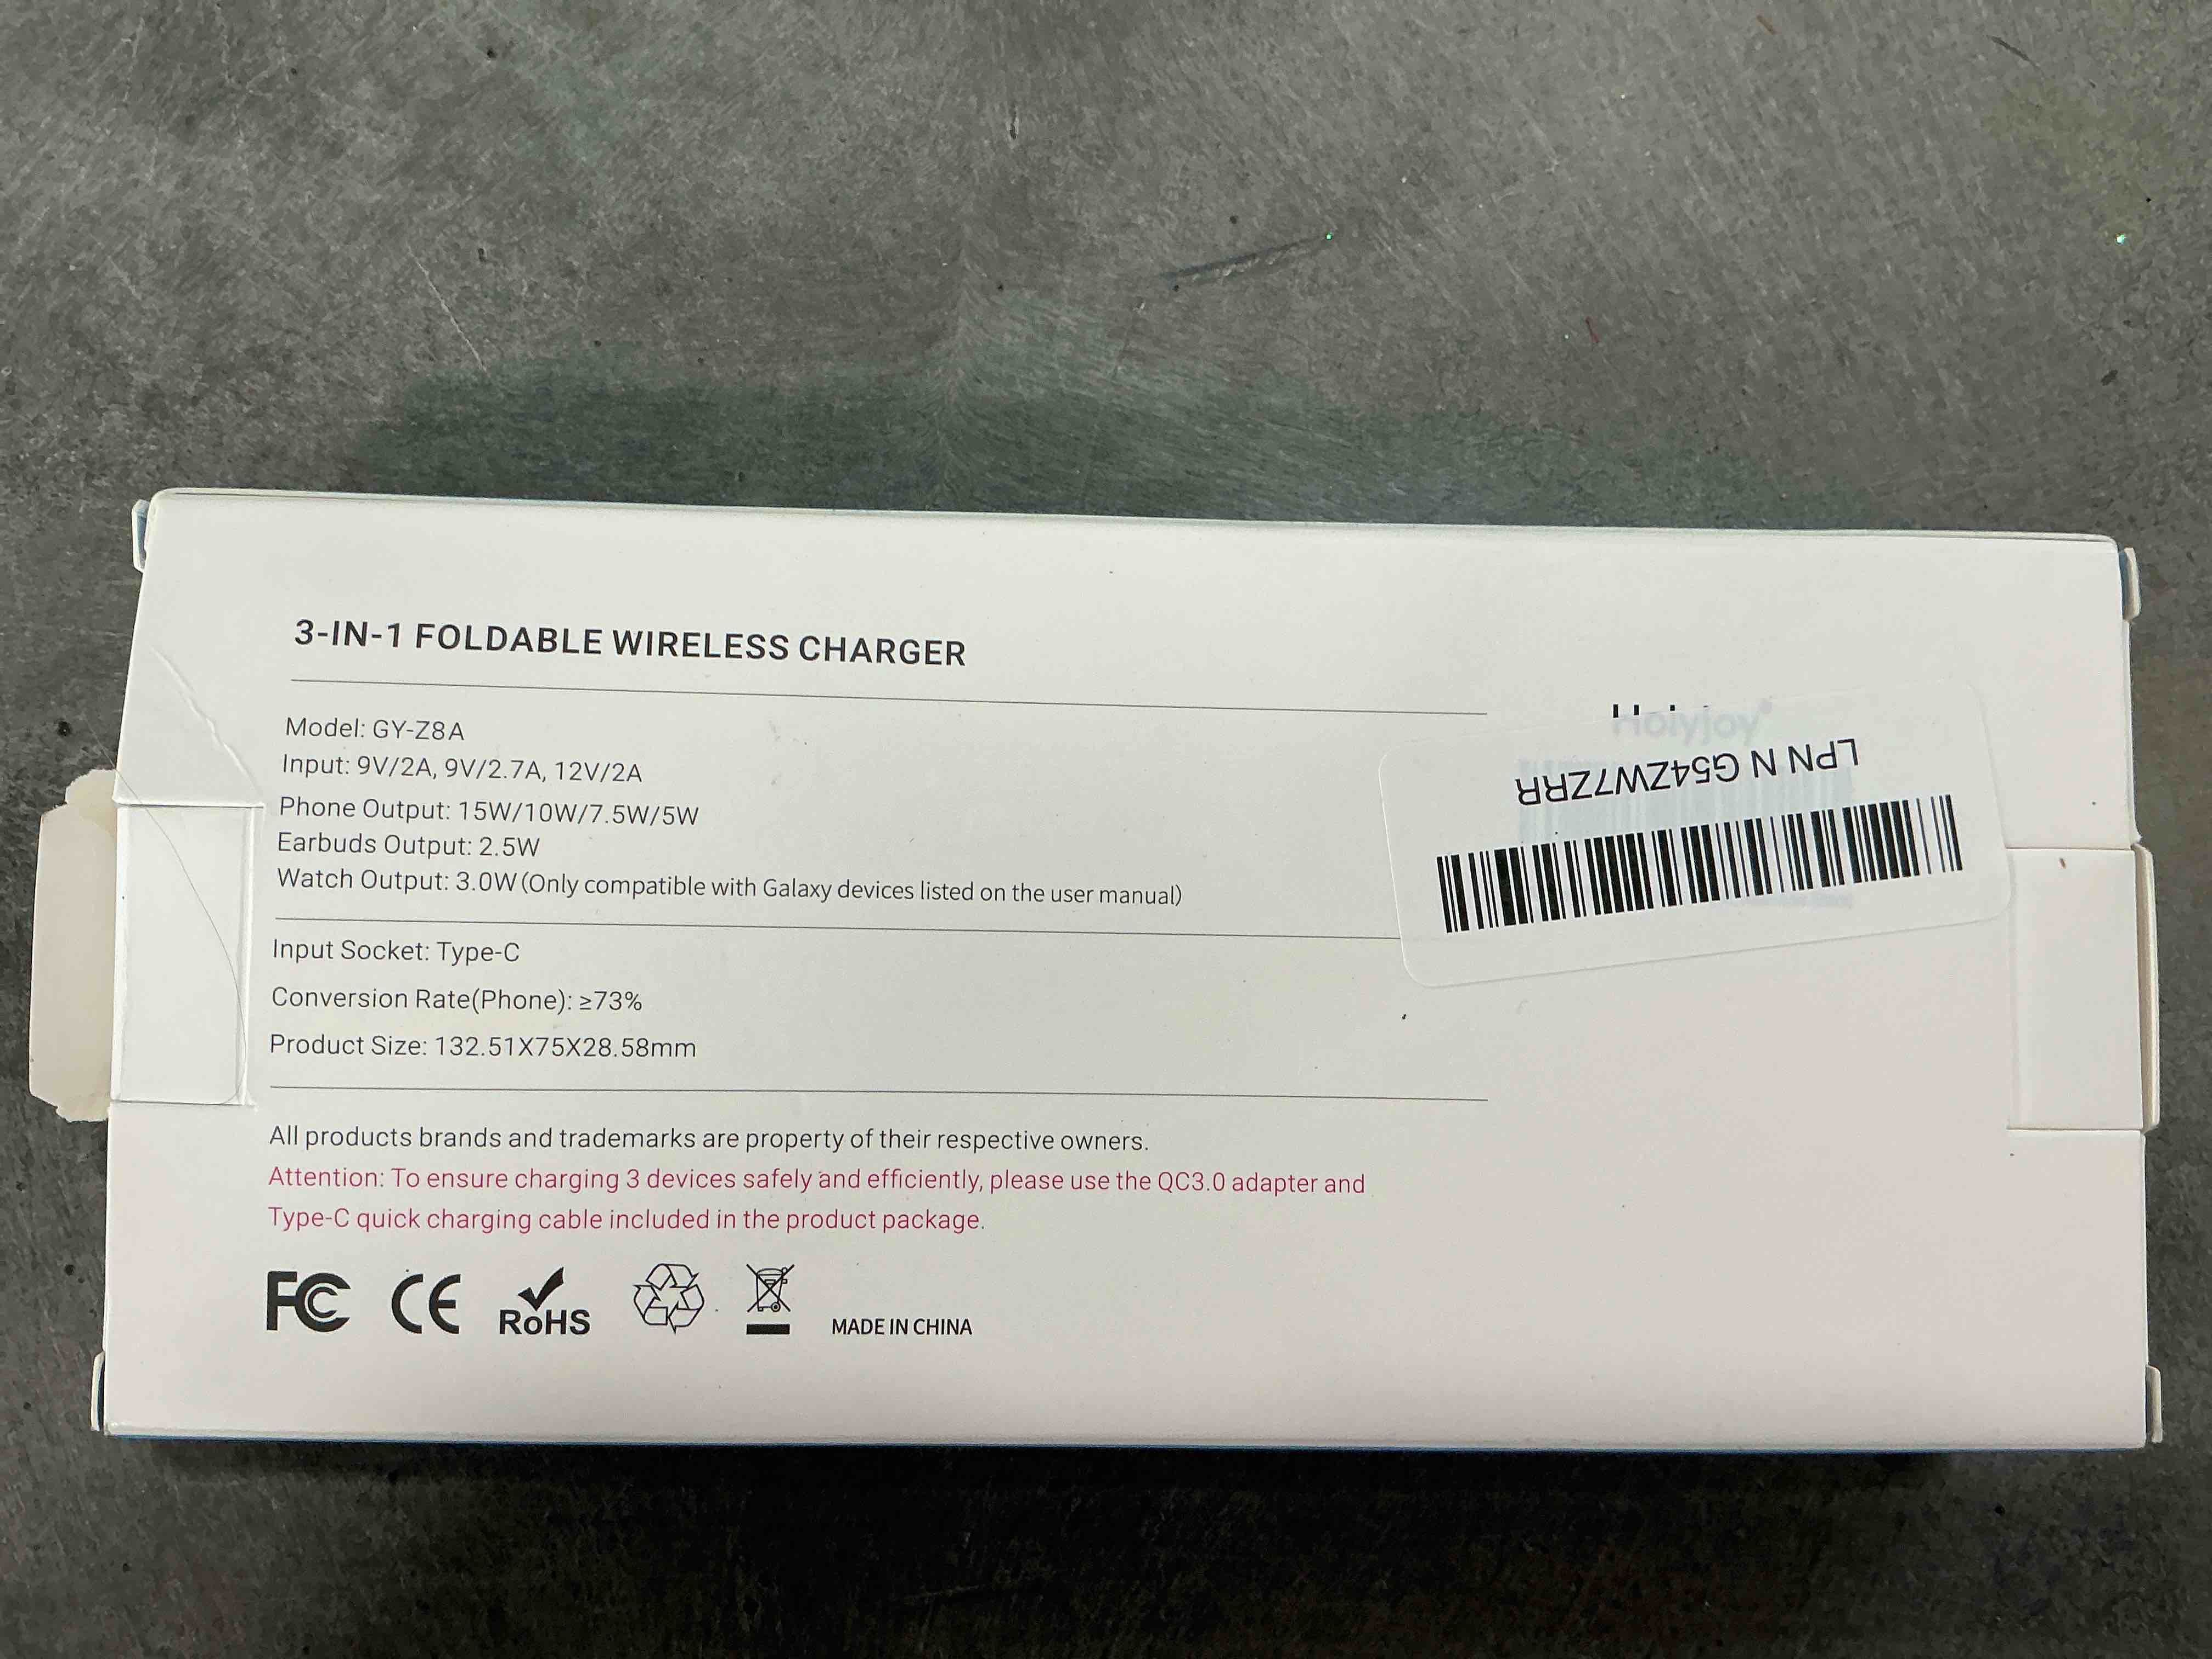 3-IN-1 FOLDABLE WIRELESS CHARGER
Model: GY-Z8A
Input: 9V/2A, 9V/2.7A, 12V/2A
Phone Output: 15W/10W/7.5W/5W
Earbuds Output: 2.5W
Watch Output: 3.0W(Only compatible with Galaxy devices listed on the user manual)
Input Socket: Type-C
Conversion Rate(Phone): ≥73%
Product Size: 132.51X75X28.58mm
All products brands and trademarks are property of their respective owners.
Attention: To ensure charging 3 devices safely and efficiently, please use the QC3.0 adapter and
Type-C quick charging cable included in the product package.
FC CE RoHS
MADE IN CHINA
Holyjoy®
LPN N G54ZW7ZRR